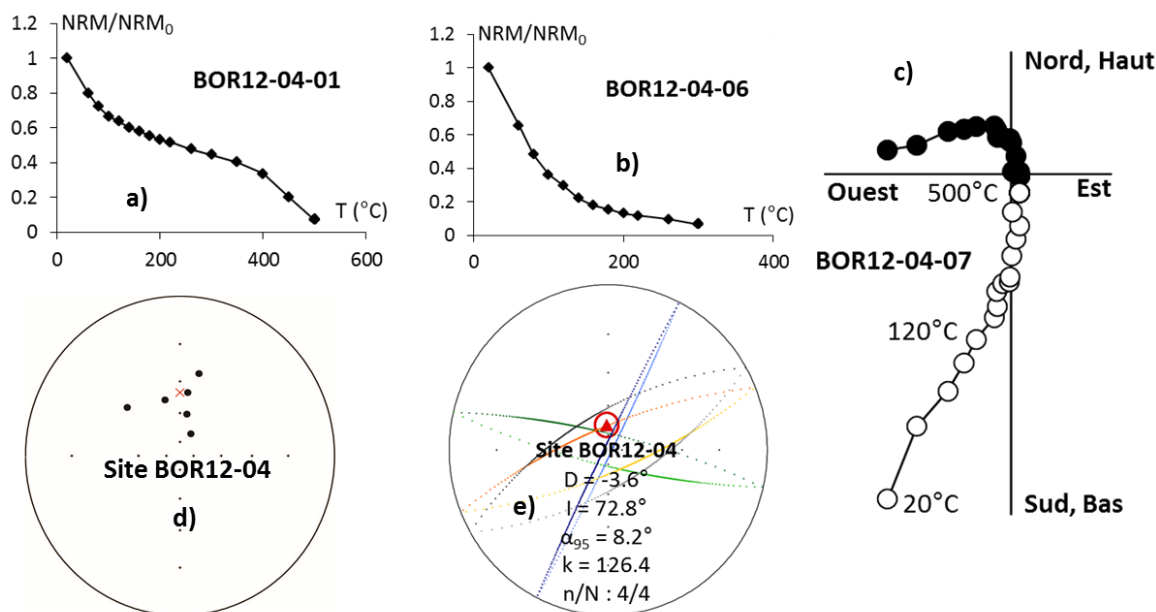 NRM/NRM₀
1.2
1
0.8
0.6
0.4
0.2
0
0
200
400
600
T (°C)
BOR12-04-01
a)
NRM/NRM₀
1.2
1
0.8
0.6
0.4
0.2
0
0
200
400
T (°C)
BOR12-04-06
b)
c)
Nord, Haut
Ouest
Est
500°C
BOR12-04-07
120°C
20°C
Sud, Bas
Site BOR12-04
d)
Site BOR12-04
D = -3.6°
e)
I = 72.8°
α₉₅ = 8.2°
k = 126.4
n/N : 4/4